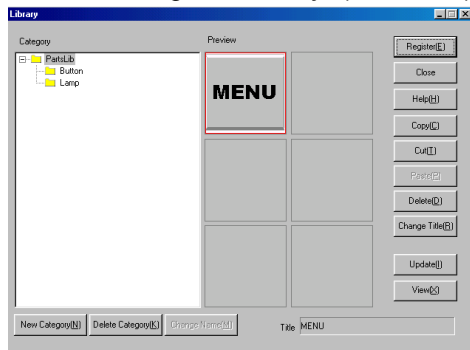 Library
Category
PartsLib
Button
Lamp
Preview
MENU
Register(E)
Close
Help(H)
Copy(C)
Cut(T)
Paste(P)
Delete(D)
Change Title(R)
Update(I)
View(X)
New Category(N)
Delete Category(K)
Change Name(M)
Title MENU